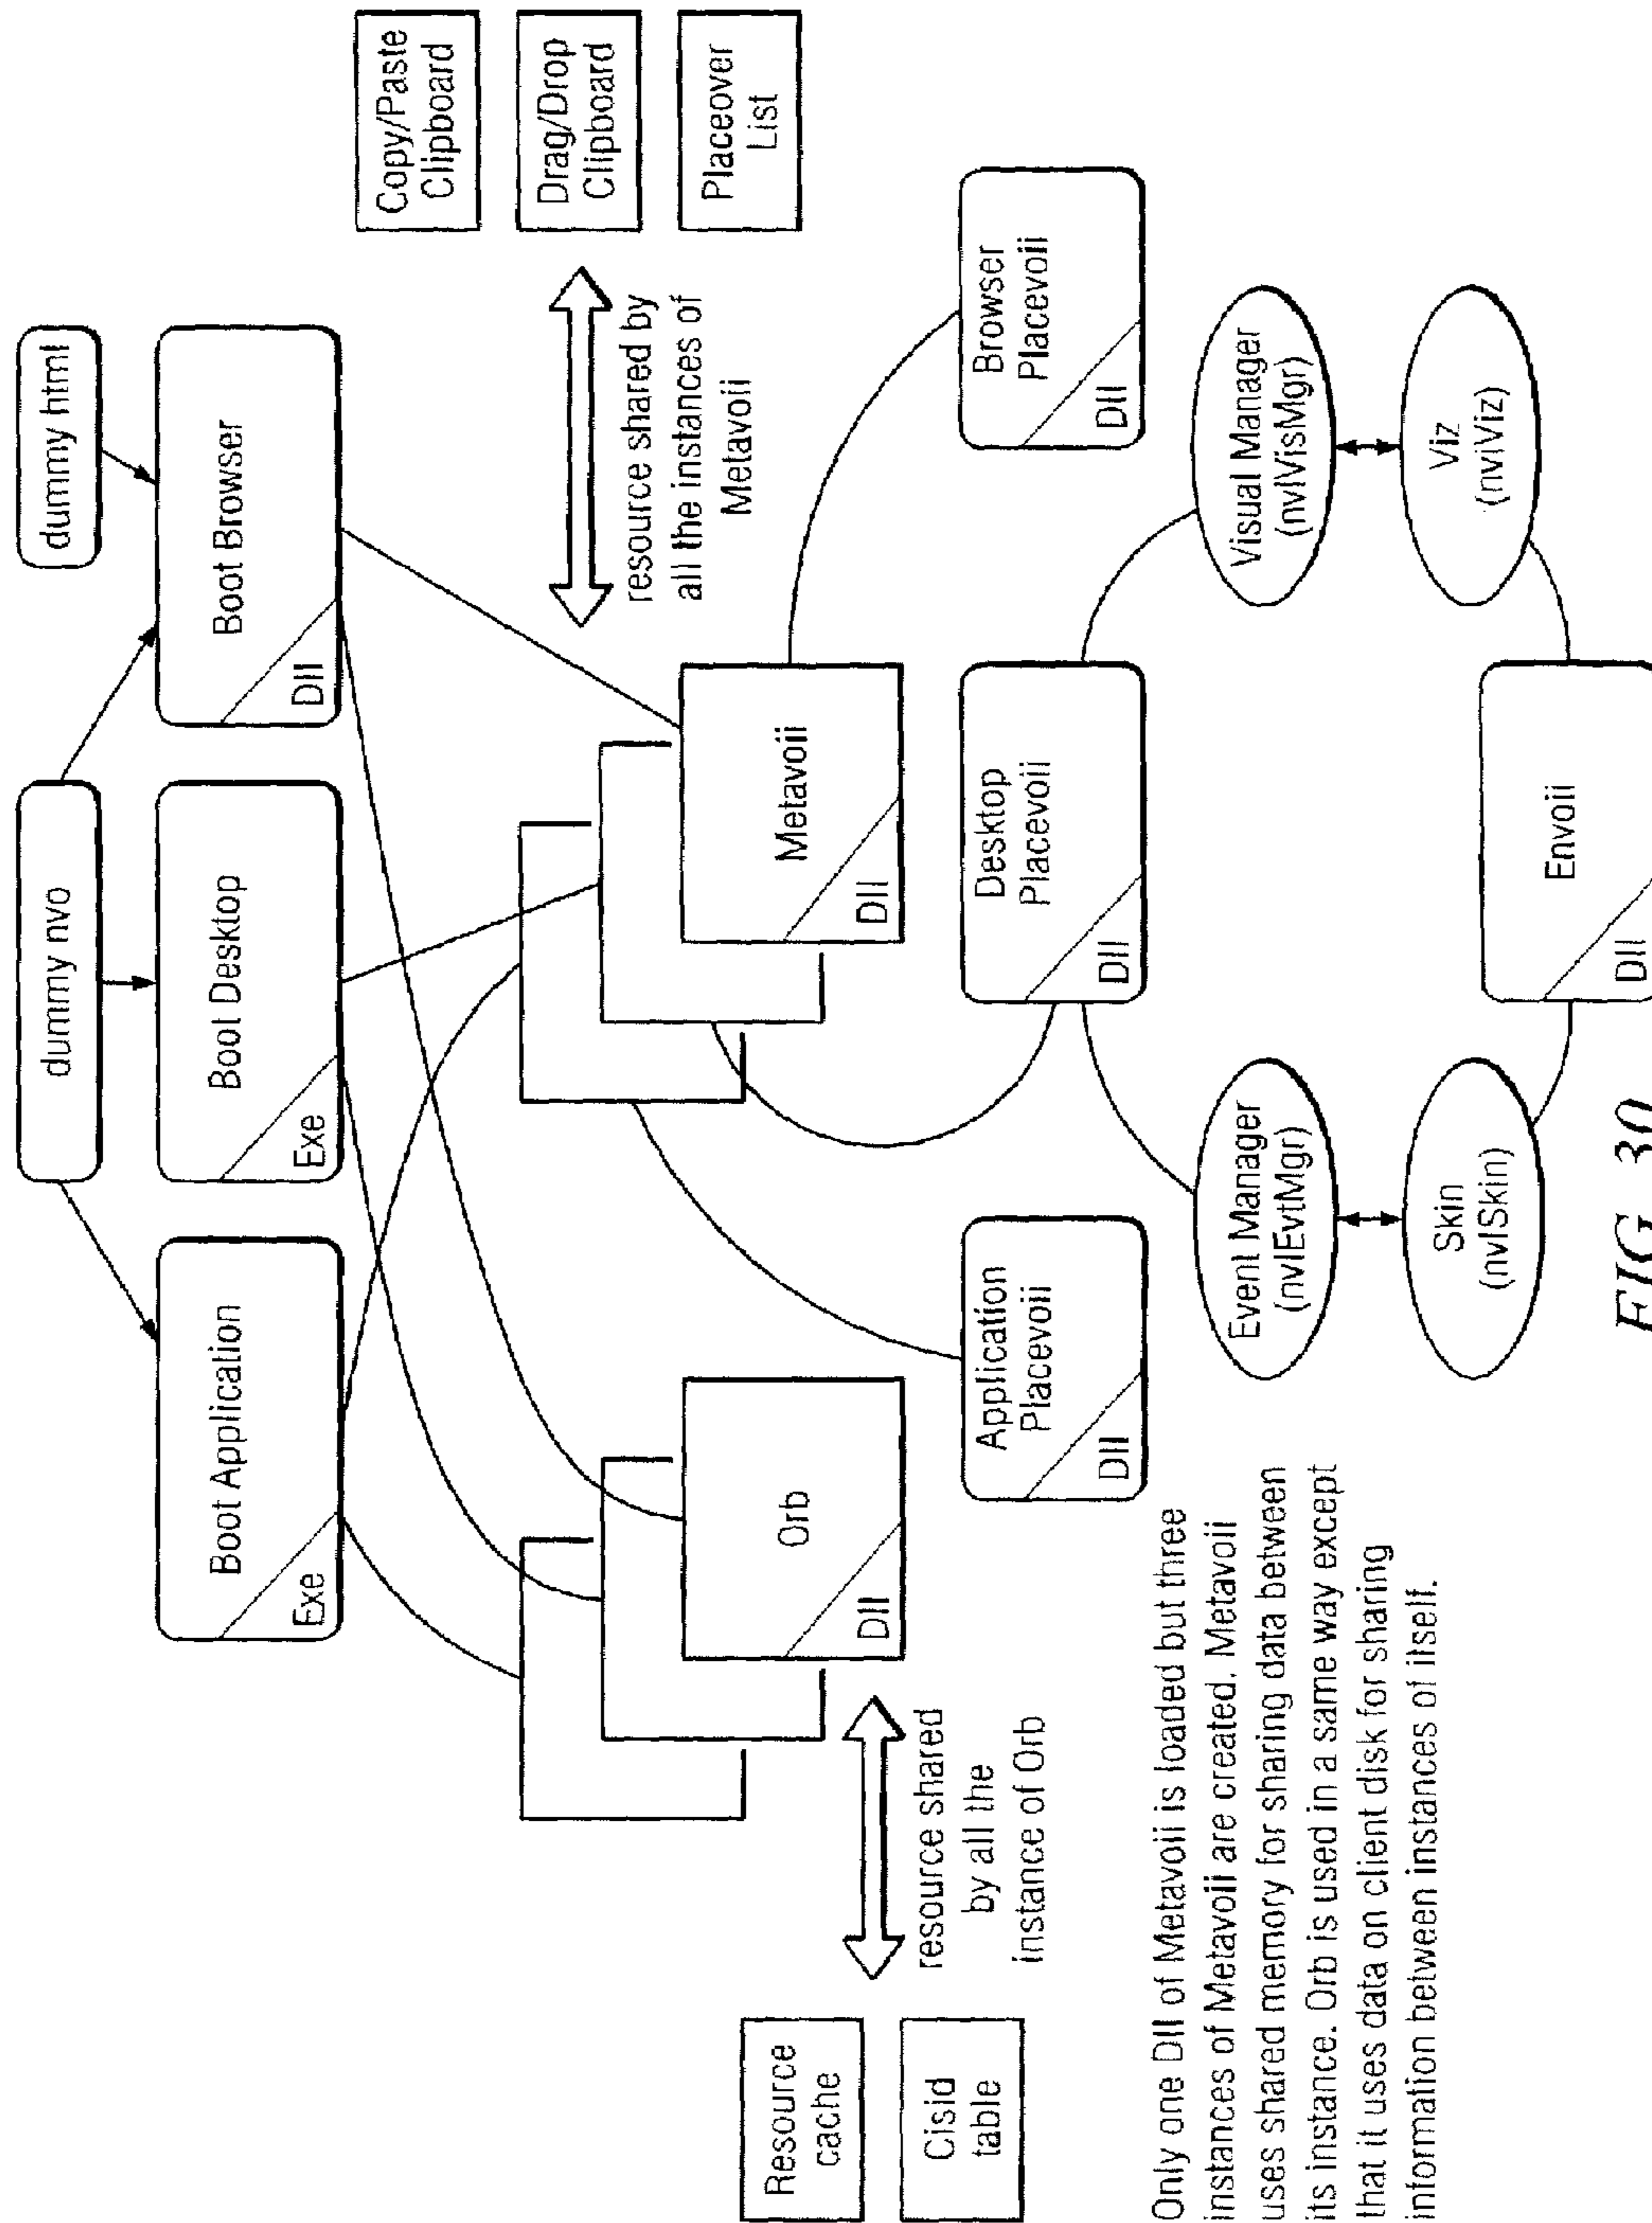 dummy nvo
dummy html
Boot Application
Exe
Boot Desktop
Exe
Boot Browser
Dll
Copy/Paste
Clipboard
Drag/Drop
Clipboard
Placeover
List
resource shared by
all the instances of
Metavoii
Orb
Dll
Metavoii
Dll
Resource
cache
Clsid
table
resource shared
by all the
instance of Orb
Application
Placevoii
Dll
Desktop
Placevoii
Dll
Browser
Placevoii
Dll
Event Manager
(nvIEvtMgr)
Visual Manager
(nvIVisMgr)
Skin
(nvISkin)
Viz
(nviViz)
Envoii
Dll
Only one Dll of Metavoii is loaded but three
instances of Metavoii are created. Metavoii
uses shared memory for sharing data between
its instance. Orb is used in a same way except
that it uses data on client disk for sharing
information between instances of itself.
FIG. 30